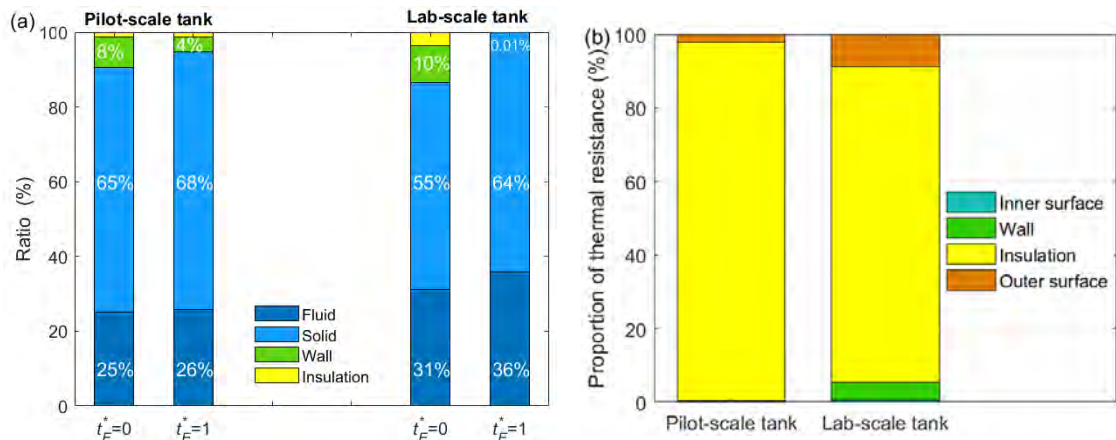 (a)
Pilot-scale tank
Lab-scale tank
Ratio (%)
100
80
60
40
20
0
8%
4%
10%
0.01%
65%
68%
55%
64%
25%
26%
31%
36%
Fluid
Solid
Wall
Insulation
t*F=0
t*F=1
t*F=0
t*F=1
(b)
Proportion of thermal resistance (%)
100
80
60
40
20
0
Inner surface
Wall
Insulation
Outer surface
Pilot-scale tank
Lab-scale tank